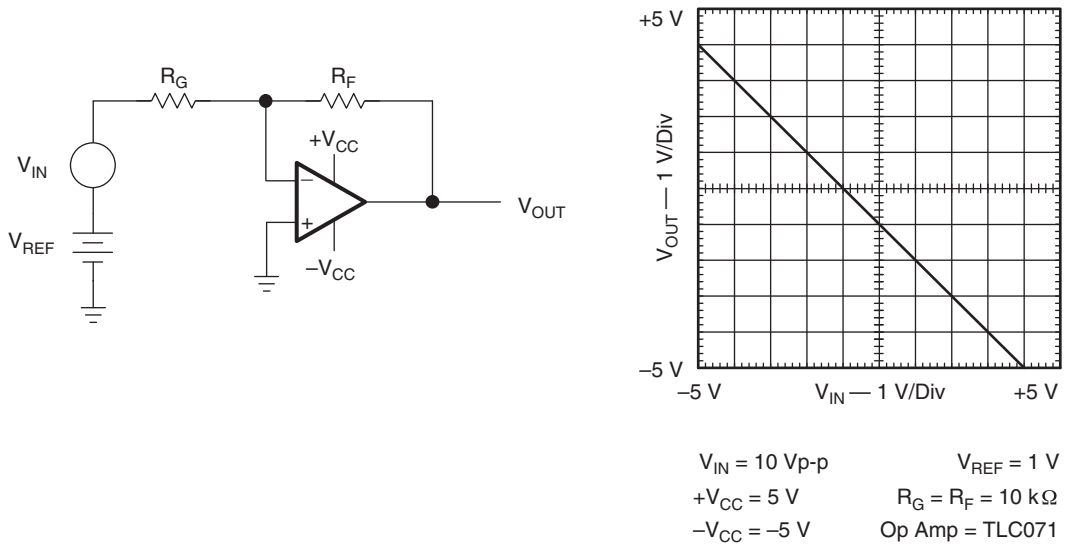 R_G
R_F
+V_CC
V_IN
−
+
V_OUT
V_REF
−V_CC
+5 V
V_OUT — 1 V/Div
–5 V
–5 V
V_IN — 1 V/Div
+5 V
V_IN = 10 Vp-p
V_REF = 1 V
+V_CC = 5 V
R_G = R_F = 10 kΩ
−V_CC = −5 V
Op Amp = TLC071